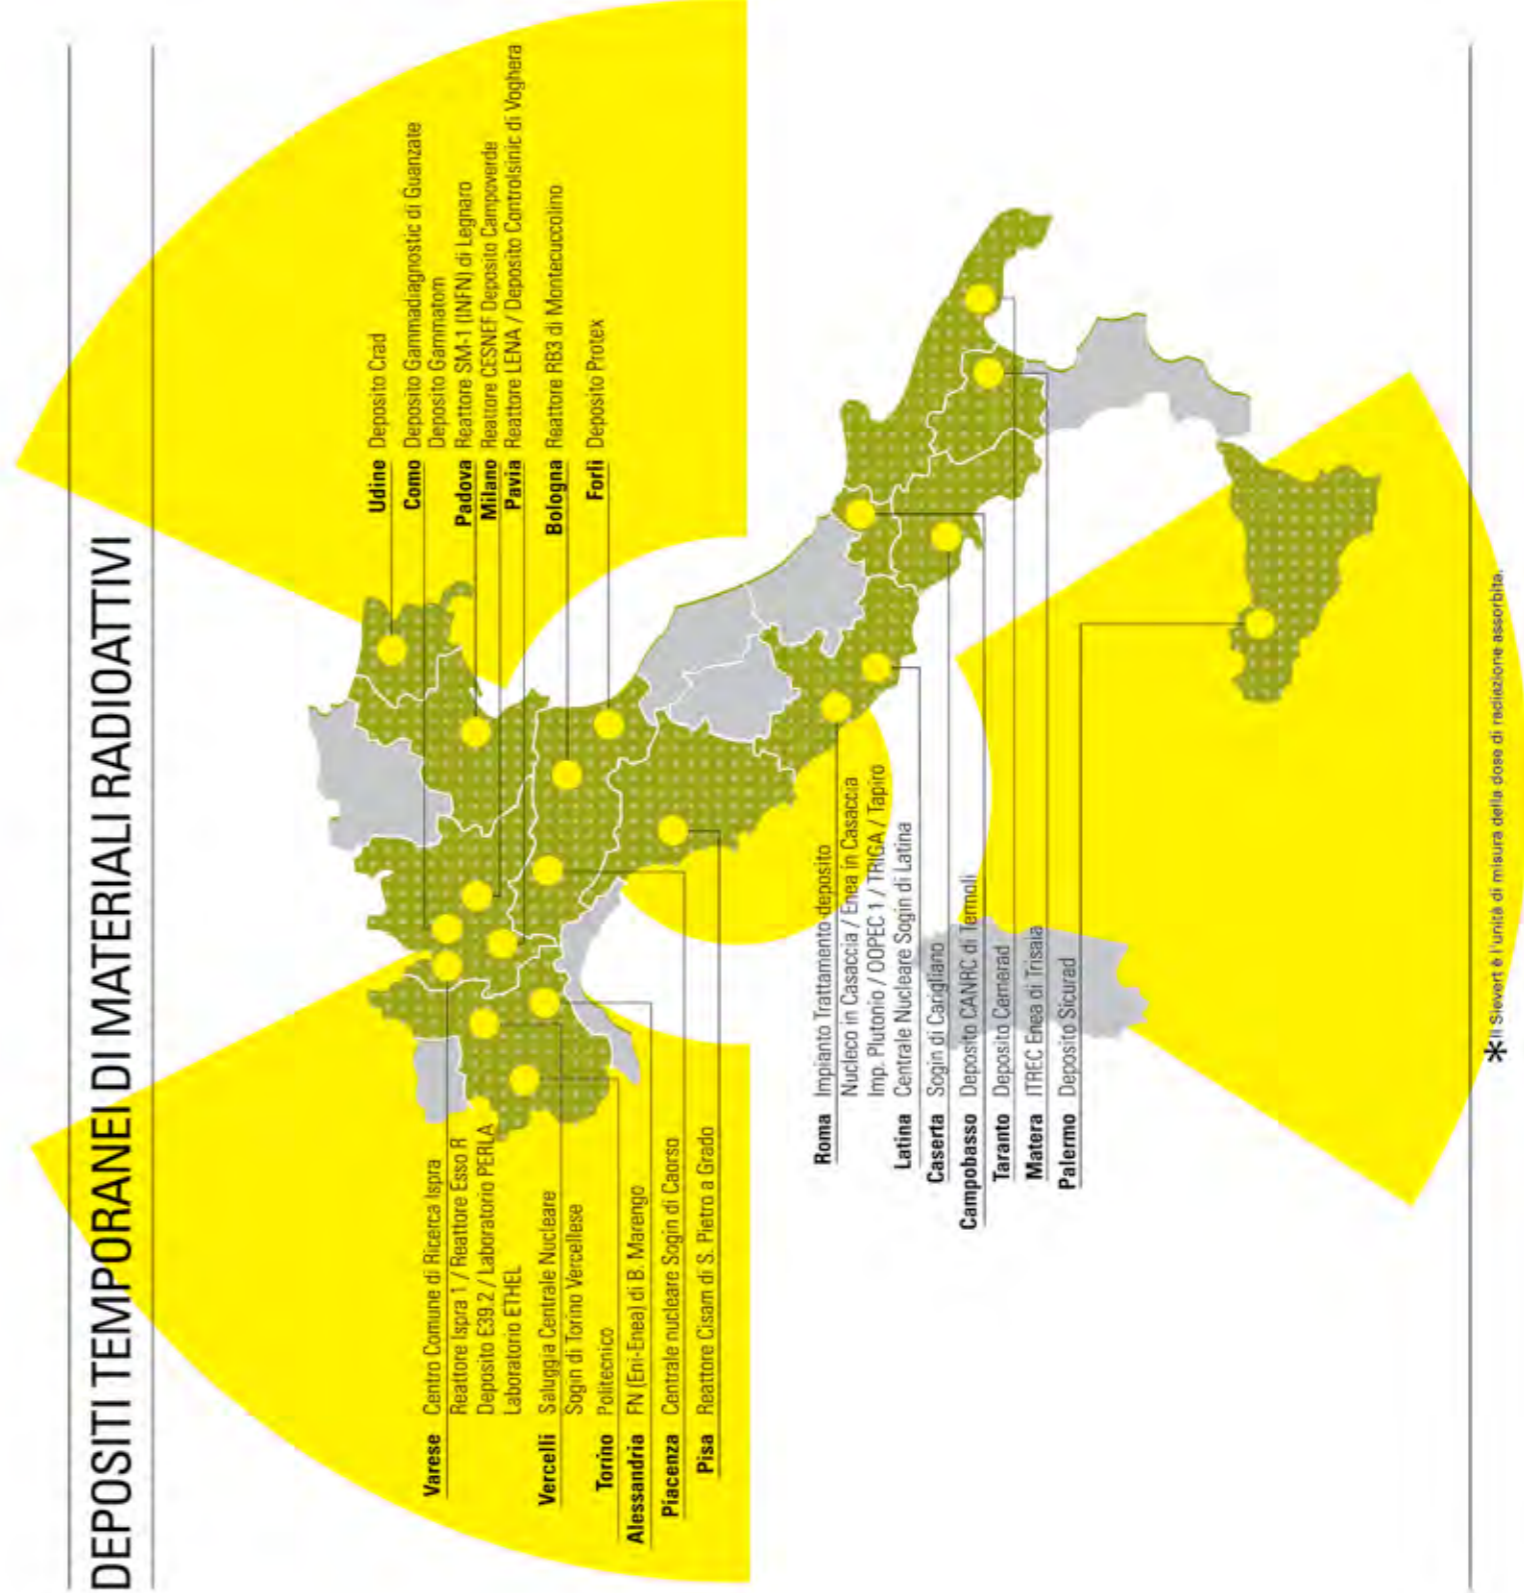 DEPOSITI TEMPORANEI DI MATERIALI RADIOATTIVI
Varese Centro Comune di Ricerca Ispra
Reattore Ispra 1 / Reattore Esso R
Deposito E39.2 / Laboratorio PERLA
Laboratorio ETHEL
Vercelli Saluggia Centrale Nucleare
Sogin di Torino Vercellese
Torino Politecnico
Alessandria FN (Eni-Enea) di B. Marengo
Piacenza Centrale nucleare Sogin di Caorso
Pisa Reattore Cisam di S. Pietro a Grado
Udine Deposito Crad
Como Deposito Gammadiagnostic di Guanzate
Deposito Gammatom
Padova Reattore SM-1 (INFN) di Legnaro
Milano Reattore CESNEF Deposito Campoverde
Pavia Reattore LENA / Deposito Controlsinic di Voghera
Bologna Reattore RB3 di Montecuccolino
Forlì Deposito Protex
Roma Impianto Trattamento deposito
Nucleco in Casaccia / Enea in Casaccia
Imp. Plutonio / OOPEC 1 / TRIGA / Tapiro
Latina Centrale Nucleare Sogin di Latina
Caserta Sogin di Carigliano
Campobasso Deposito CANRC di Termoli
Taranto Deposito Cemerad
Matera ITREC Enea di Trisaia
Palermo Deposito Sicurad
*Il Sievert è l'unità di misura della dose di radiazione assorbita.